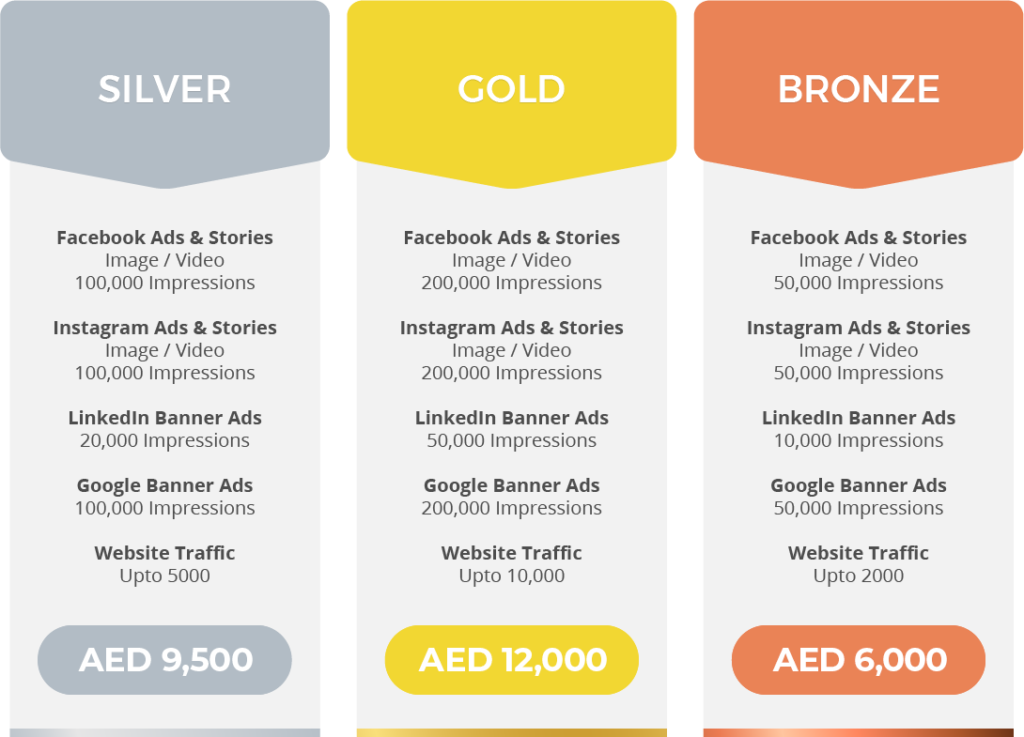 SILVER
Facebook Ads & Stories
Image / Video
100,000 Impressions
Instagram Ads & Stories
Image / Video
100,000 Impressions
LinkedIn Banner Ads
20,000 Impressions
Google Banner Ads
100,000 Impressions
Website Traffic
Upto 5000
AED 9,500
GOLD
Facebook Ads & Stories
Image / Video
200,000 Impressions
Instagram Ads & Stories
Image / Video
200,000 Impressions
LinkedIn Banner Ads
50,000 Impressions
Google Banner Ads
200,000 Impressions
Website Traffic
Upto 10,000
AED 12,000
BRONZE
Facebook Ads & Stories
Image / Video
50,000 Impressions
Instagram Ads & Stories
Image / Video
50,000 Impressions
LinkedIn Banner Ads
10,000 Impressions
Google Banner Ads
50,000 Impressions
Website Traffic
Upto 2000
AED 6,000